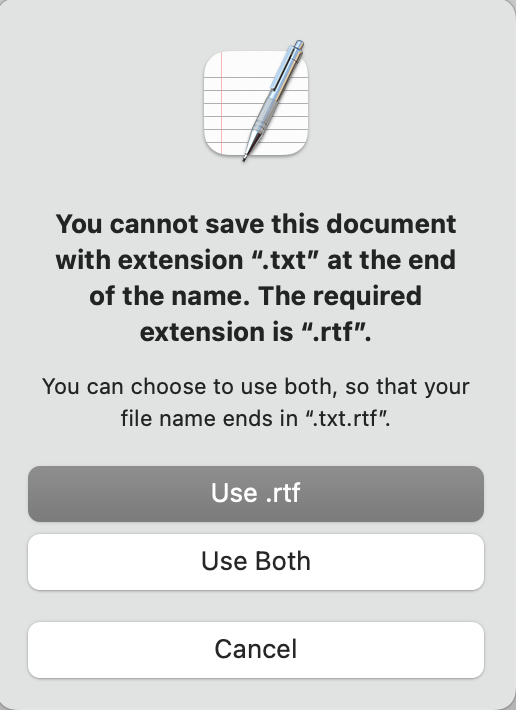 You cannot save this document
with extension “.txt” at the end
of the name. The required
extension is “.rtf”.
You can choose to use both, so that your
file name ends in “.txt.rtf”.
Use .rtf
Use Both
Cancel